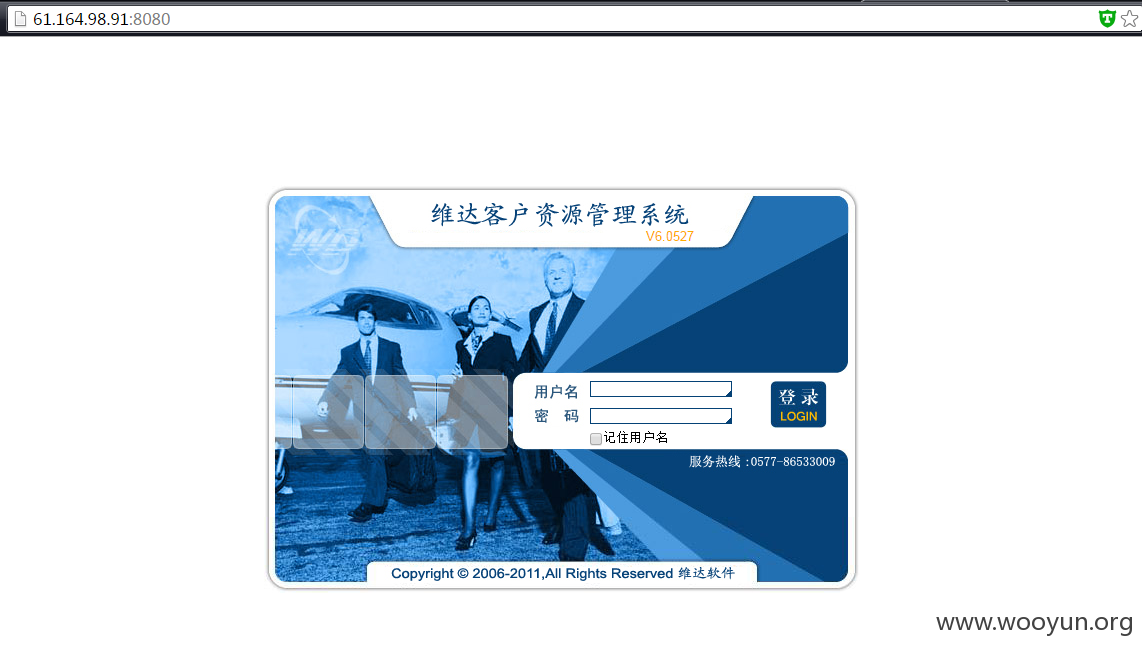 61.164.98.91:8080
WD
维达客户资源管理系统
V6.0527
用户名
密 码
记住用户名
登录
LOGIN
服务热线:0577-86533009
Copyright © 2006-2011,All Rights Reserved 维达软件
www.wooyun.org